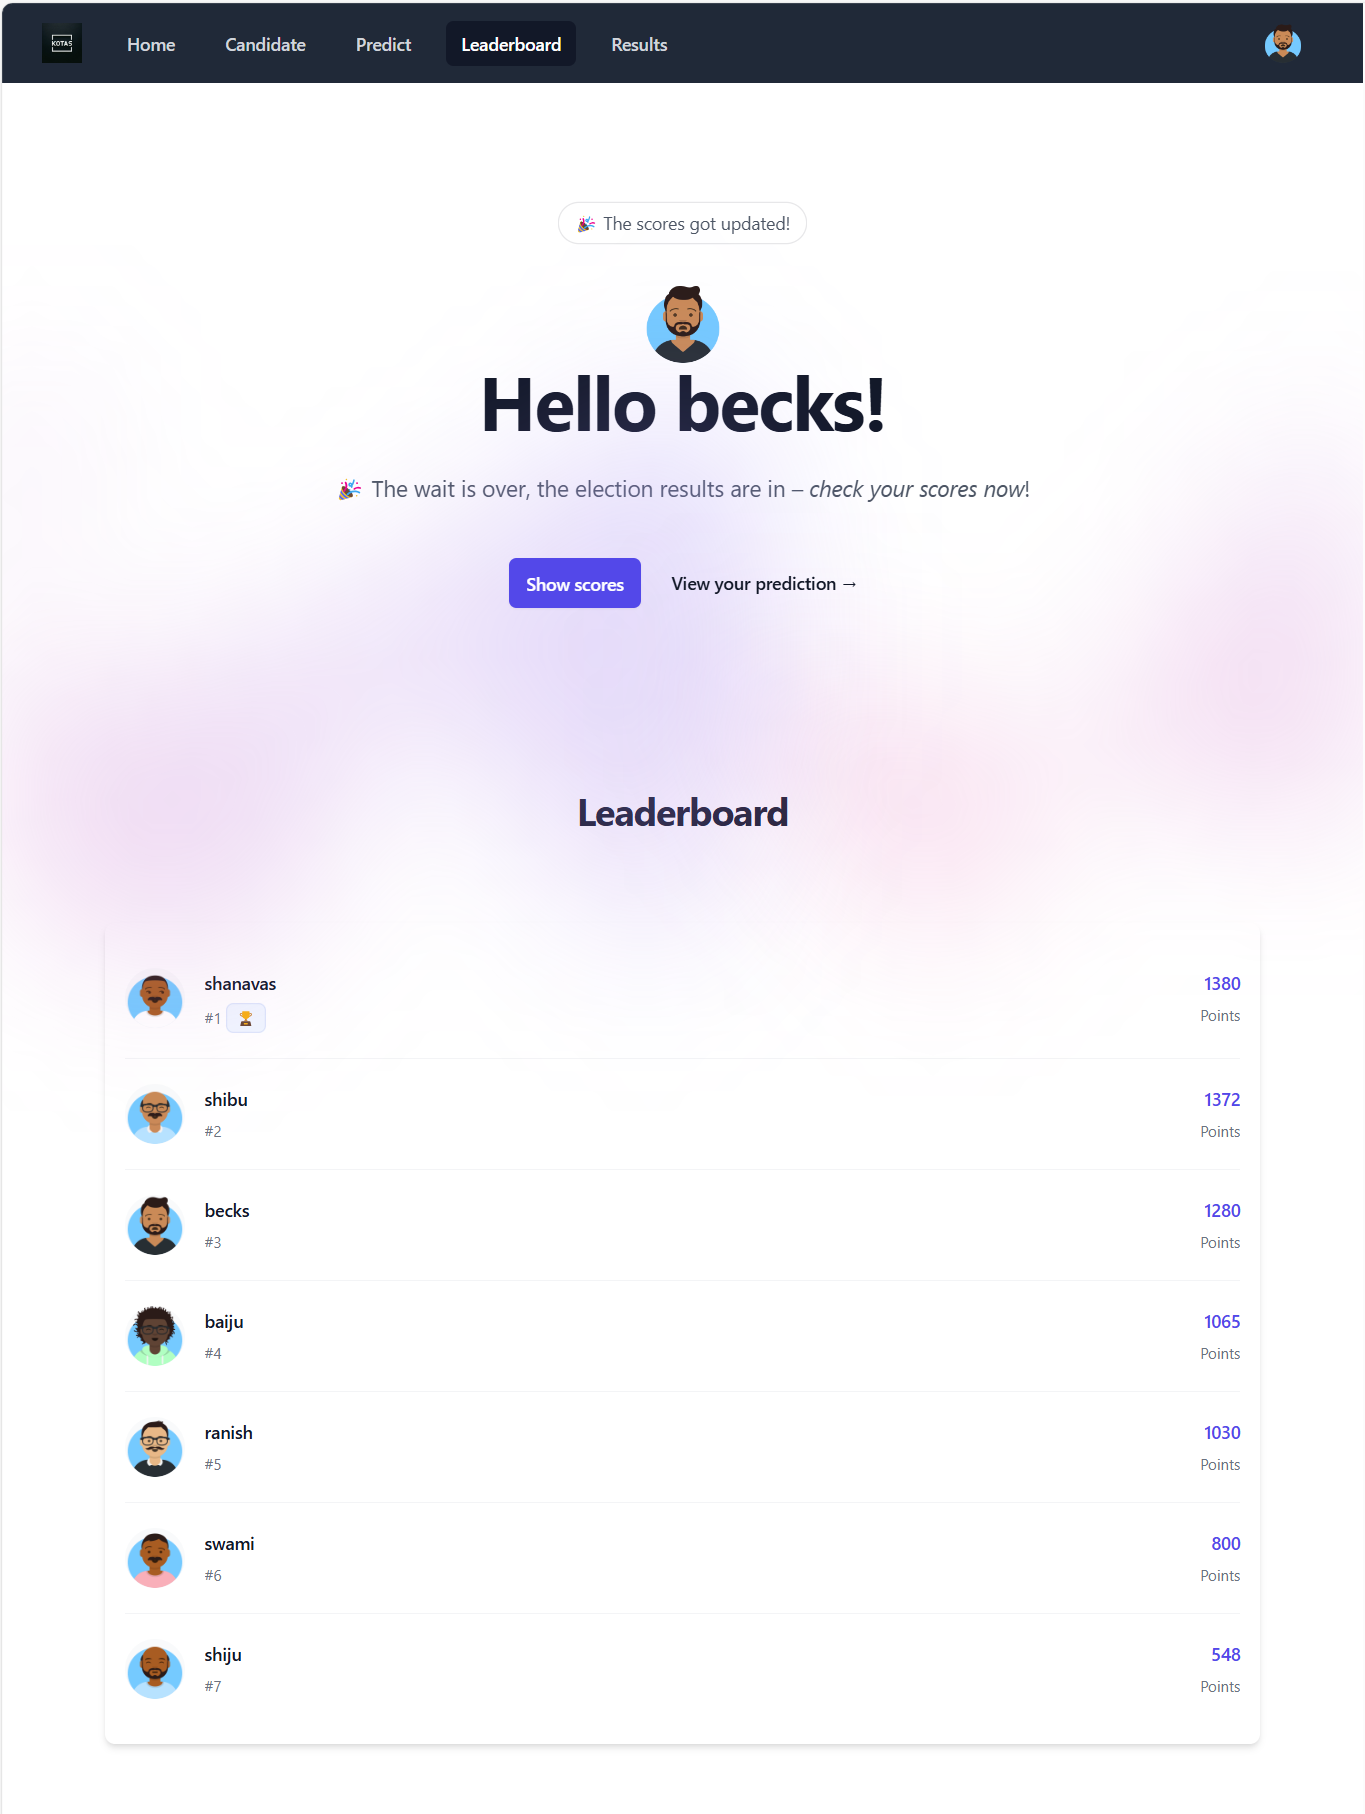 KOTAS
Home Candidate Predict Leaderboard Results
🎉 The scores got updated!
Hello becks!
🎉 The wait is over, the election results are in – check your scores now!
Show scores View your prediction →
Leaderboard
shanavas 1380
#1 🏆 Points
shibu 1372
#2 Points
becks 1280
#3 Points
baiju 1065
#4 Points
ranish 1030
#5 Points
swami 800
#6 Points
shiju 548
#7 Points